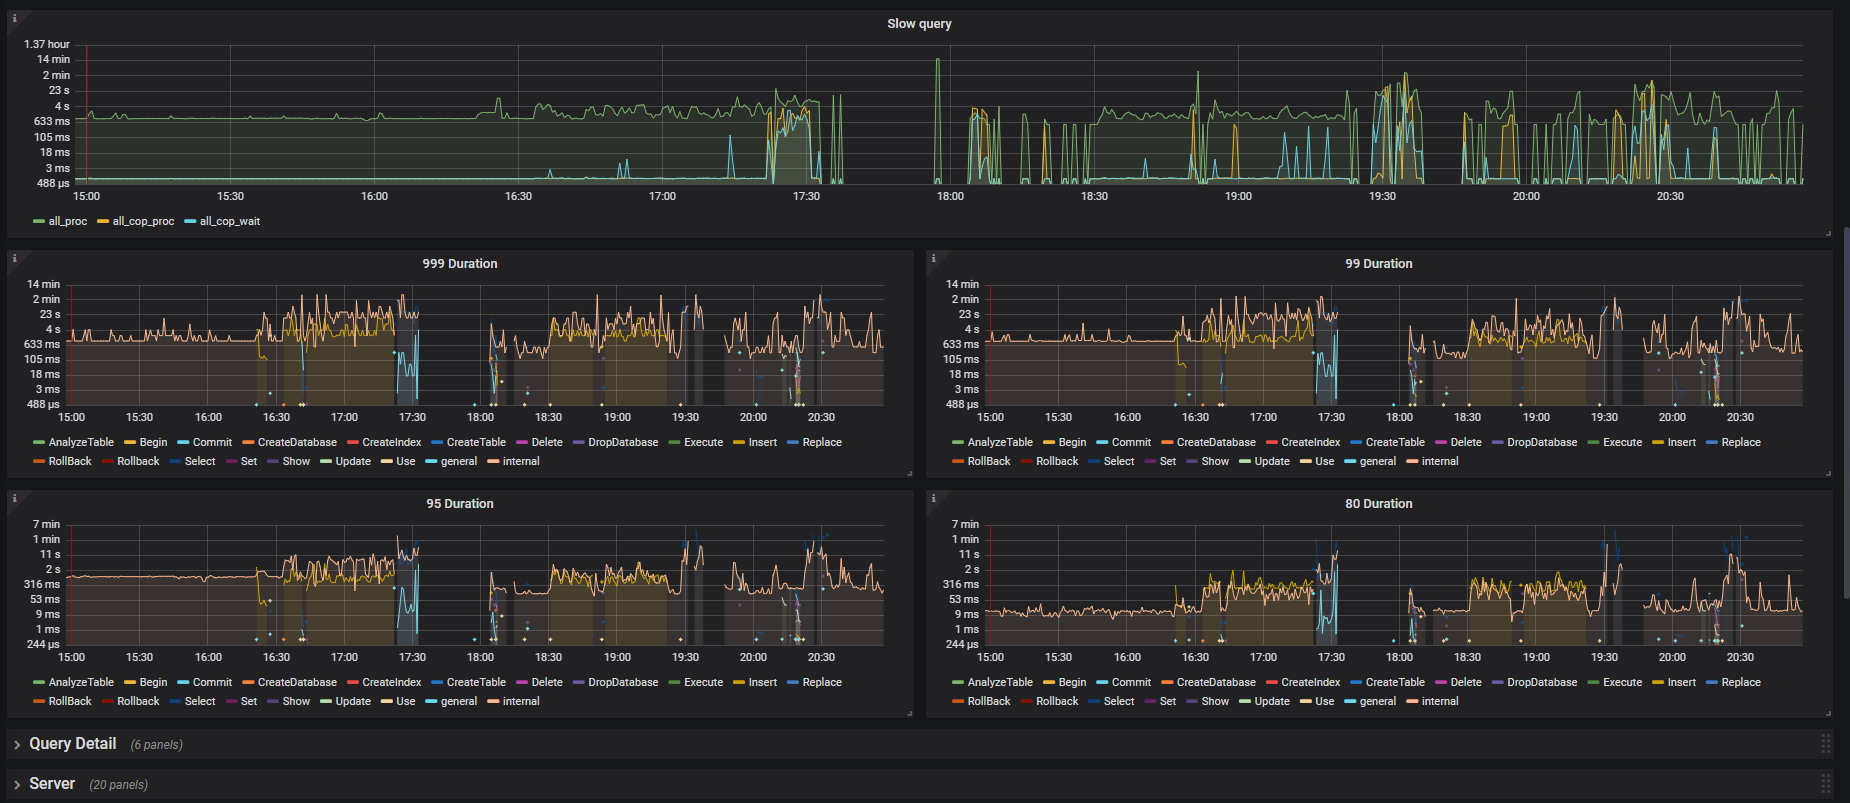 Slow query
1.37 hour
14 min
2 min
23 s
4 s
633 ms
105 ms
18 ms
3 ms
488 µs
15:00 15:30 16:00 16:30 17:00 17:30 18:00 18:30 19:00 19:30 20:00 20:30
all_proc all_cop_proc all_cop_wait
999 Duration
14 min
2 min
23 s
4 s
633 ms
105 ms
18 ms
3 ms
488 µs
15:00 15:30 16:00 16:30 17:00 17:30 18:00 18:30 19:00 19:30 20:00 20:30
AnalyzeTable Begin Commit CreateDatabase CreateIndex CreateTable Delete DropDatabase Execute Insert Replace
RollBack Rollback Select Set Show Update Use general internal
99 Duration
14 min
2 min
23 s
4 s
633 ms
105 ms
18 ms
3 ms
488 µs
15:00 15:30 16:00 16:30 17:00 17:30 18:00 18:30 19:00 19:30 20:00 20:30
AnalyzeTable Begin Commit CreateDatabase CreateIndex CreateTable Delete DropDatabase Execute Insert Replace
RollBack Rollback Select Set Show Update Use general internal
95 Duration
7 min
1 min
11 s
2 s
316 ms
53 ms
9 ms
1 ms
244 µs
15:00 15:30 16:00 16:30 17:00 17:30 18:00 18:30 19:00 19:30 20:00 20:30
AnalyzeTable Begin Commit CreateDatabase CreateIndex CreateTable Delete DropDatabase Execute Insert Replace
RollBack Rollback Select Set Show Update Use general internal
80 Duration
7 min
1 min
11 s
2 s
316 ms
53 ms
9 ms
1 ms
244 µs
15:00 15:30 16:00 16:30 17:00 17:30 18:00 18:30 19:00 19:30 20:00 20:30
AnalyzeTable Begin Commit CreateDatabase CreateIndex CreateTable Delete DropDatabase Execute Insert Replace
RollBack Rollback Select Set Show Update Use general internal
Query Detail (6 panels)
Server (20 panels)